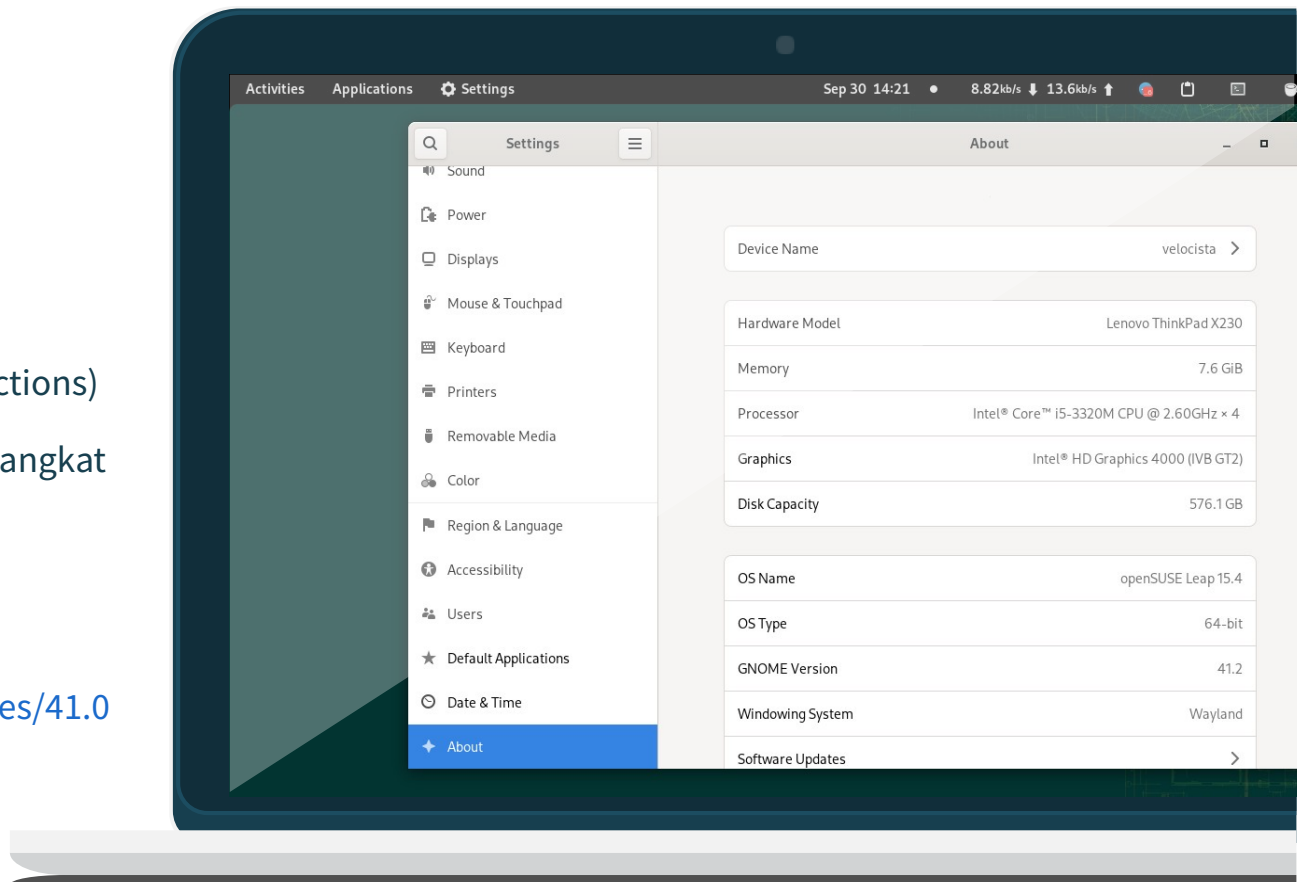 ctions)
angkat
es/41.0
Activities Applications Settings Sep 30 14:21 8.82kb/s 13.6kb/s
Settings About
Sound
Power
Displays
Mouse & Touchpad
Keyboard
Printers
Removable Media
Color
Region & Language
Accessibility
Users
Default Applications
Date & Time
About
Device Name velocista
Hardware Model Lenovo ThinkPad X230
Memory 7.6 GiB
Processor Intel® Core™ i5-3320M CPU @ 2.60GHz × 4
Graphics Intel® HD Graphics 4000 (IVB GT2)
Disk Capacity 576.1 GB
OS Name openSUSE Leap 15.4
OS Type 64-bit
GNOME Version 41.2
Windowing System Wayland
Software Updates